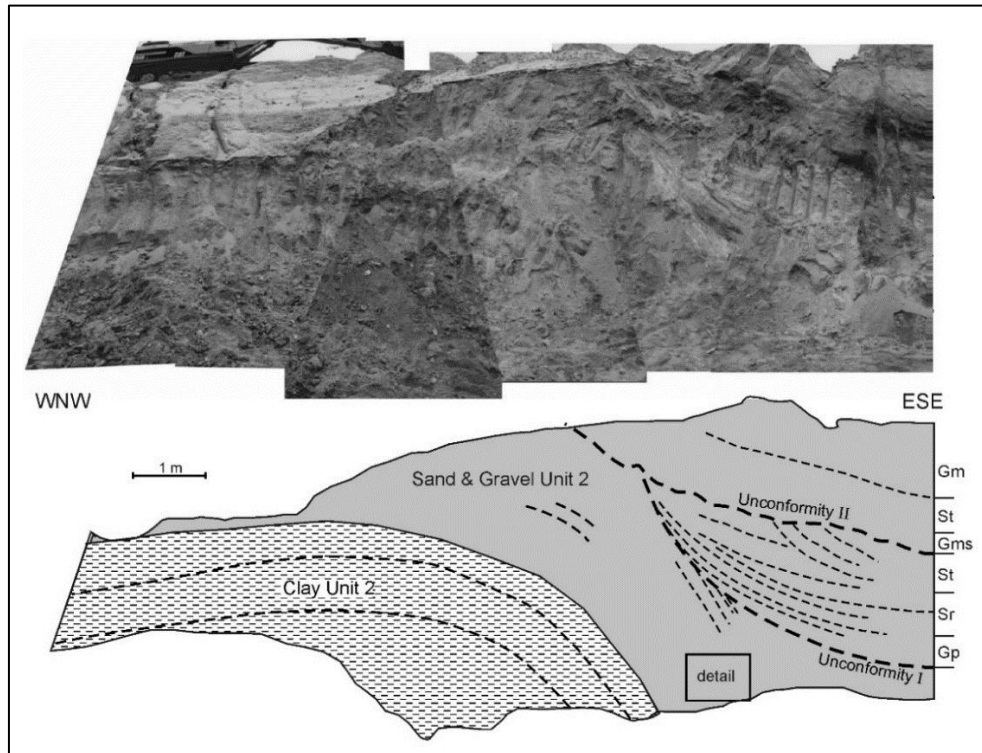 WNW
ESE
1 m
Sand & Gravel Unit 2
Clay Unit 2
Unconformity II
Unconformity I
detail
Gm
St
Gms
St
Sr
Gp